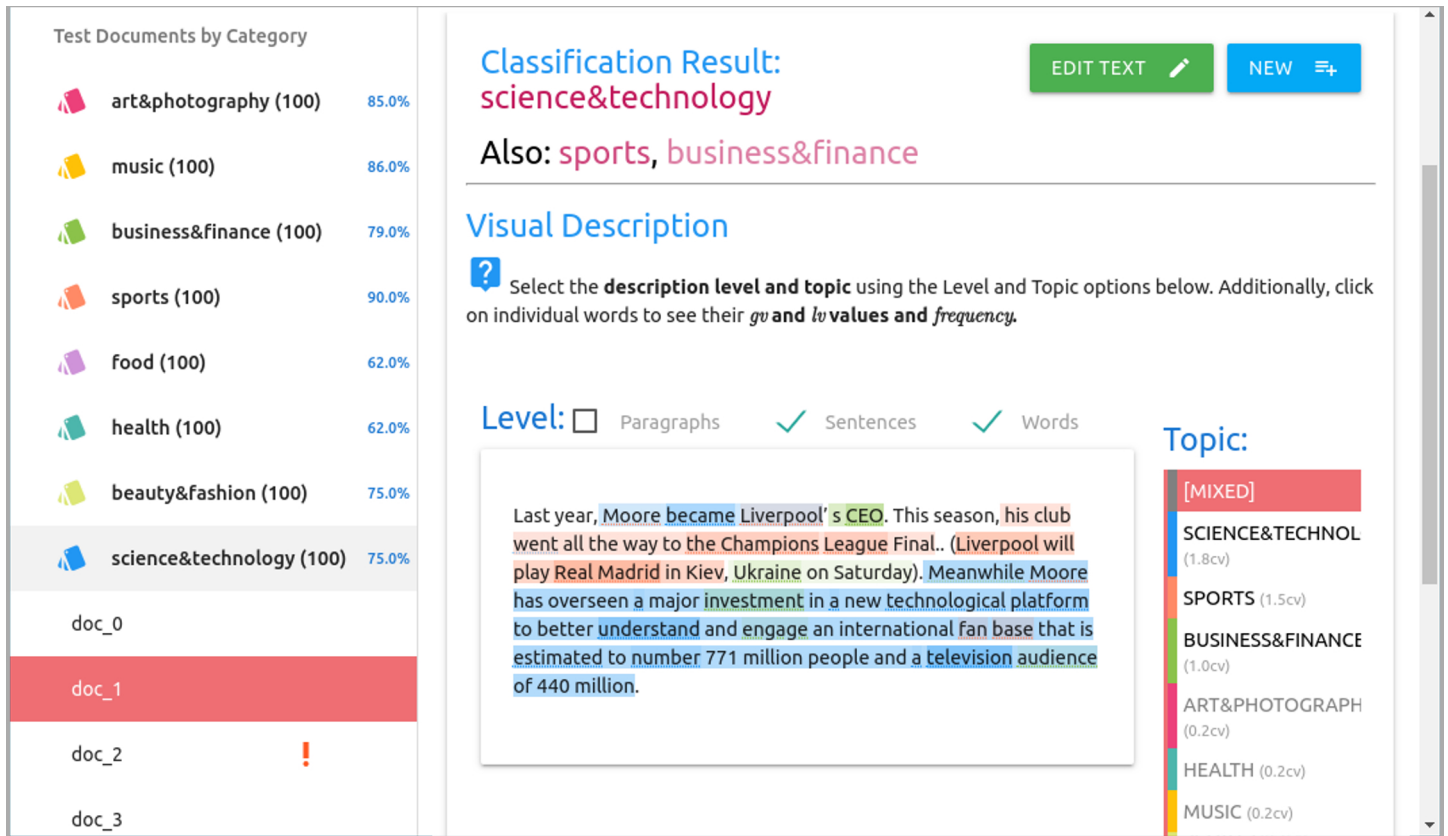 Test Documents by Category
art&photography (100) 85.0%
music (100) 86.0%
business&finance (100) 79.0%
sports (100) 90.0%
food (100) 62.0%
health (100) 62.0%
beauty&fashion (100) 75.0%
science&technology (100) 75.0%
doc_0
doc_1
doc_2 !
doc_3
Classification Result:
science&technology
EDIT TEXT
NEW
Also: sports, business&finance
Visual Description
? Select the description level and topic using the Level and Topic options below. Additionally, click
on individual words to see their gv and lv values and frequency.
Level: Paragraphs Sentences Words
Last year, Moore became Liverpool’ s CEO. This season, his club
went all the way to the Champions League Final.. (Liverpool will
play Real Madrid in Kiev, Ukraine on Saturday). Meanwhile Moore
has overseen a major investment in a new technological platform
to better understand and engage an international fan base that is
estimated to number 771 million people and a television audience
of 440 million.
Topic:
[MIXED]
SCIENCE&TECHNOL
(1.8cv)
SPORTS (1.5cv)
BUSINESS&FINANCE
(1.0cv)
ART&PHOTOGRAPH
(0.2cv)
HEALTH (0.2cv)
MUSIC (0.2cv)